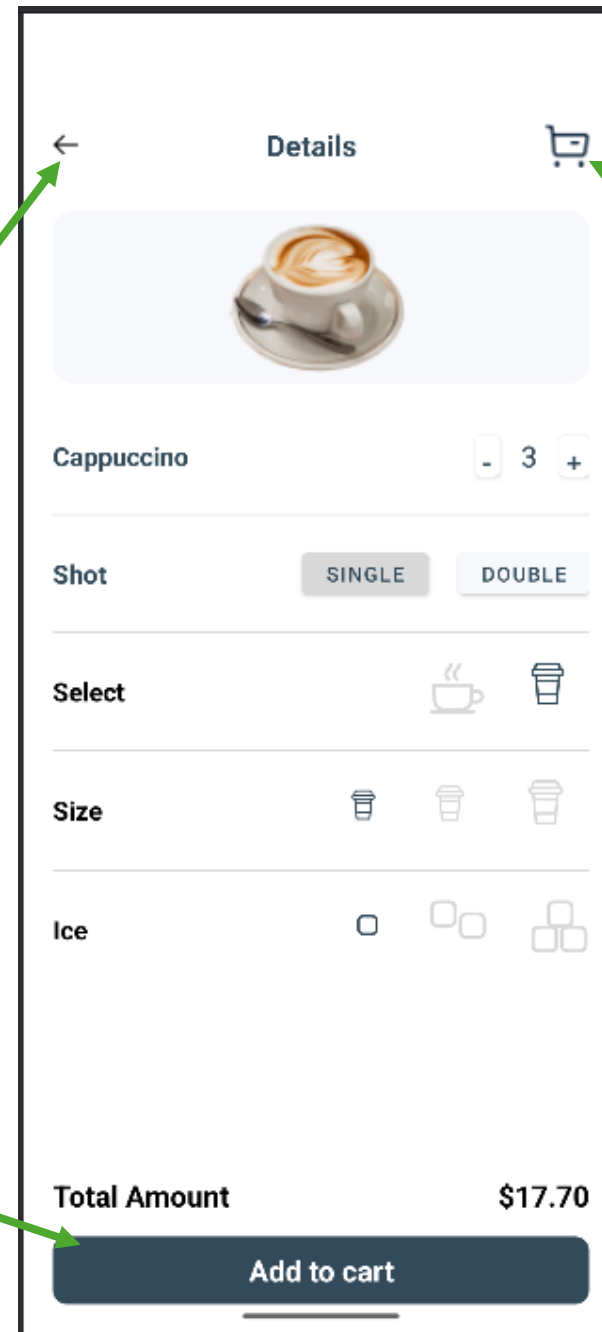 Details
Cappuccino - 3 +
Shot SINGLE DOUBLE
Select
Size
Ice
Total Amount $17.70
Add to cart